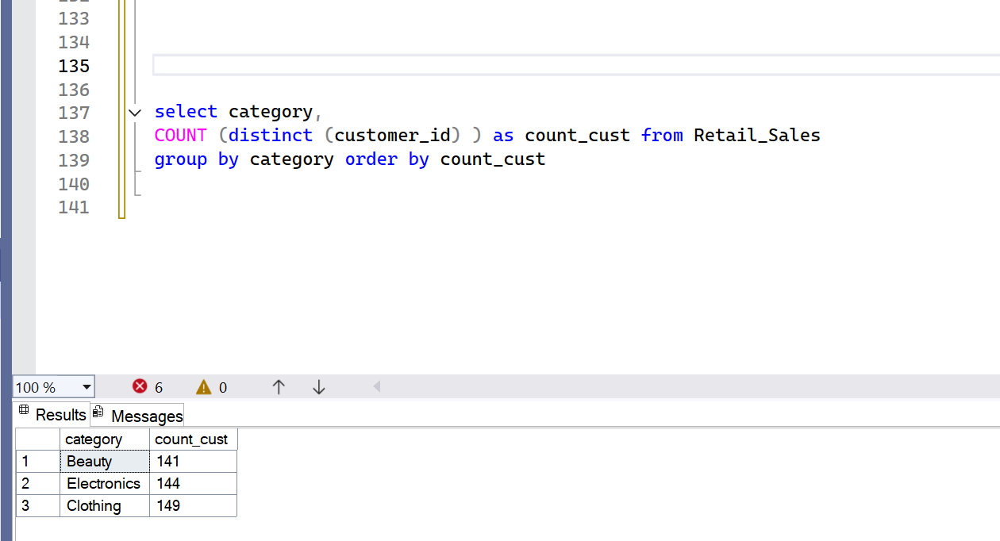 133
134
135
136
137 select category,
138 COUNT (distinct (customer_id) ) as count_cust from Retail_Sales
139 group by category order by count_cust
140
141
100 % 6 0
Results Messages
category count_cust
1 Beauty 141
2 Electronics 144
3 Clothing 149